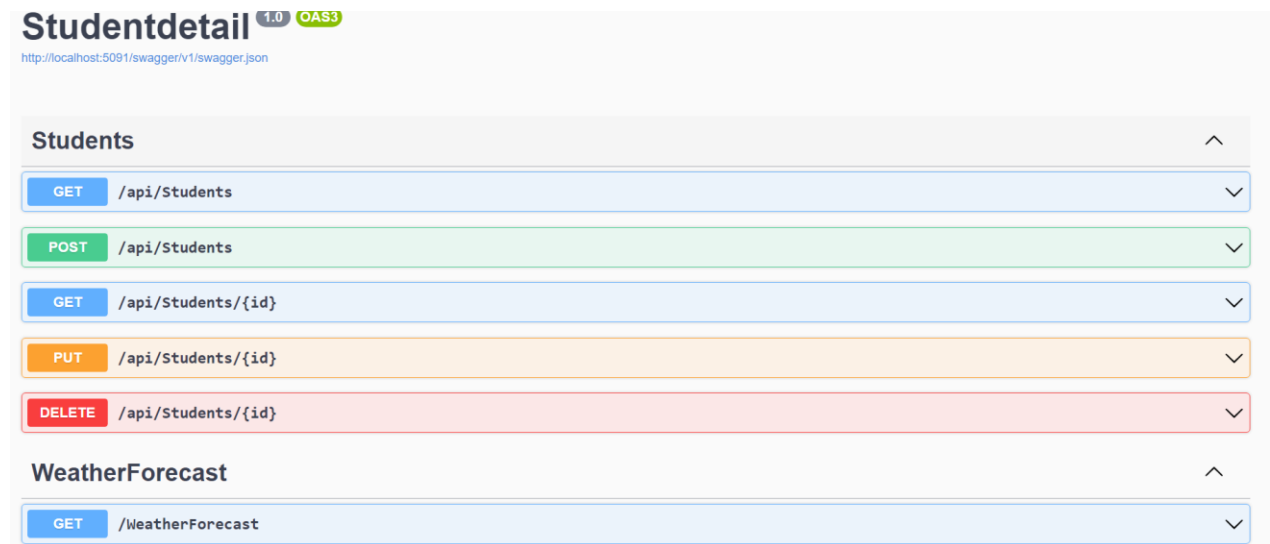 Studentdetail 1.0 OAS3
http://localhost:5091/swagger/v1/swagger.json
Students
GET /api/Students
POST /api/Students
GET /api/Students/{id}
PUT /api/Students/{id}
DELETE /api/Students/{id}
WeatherForecast
GET /WeatherForecast